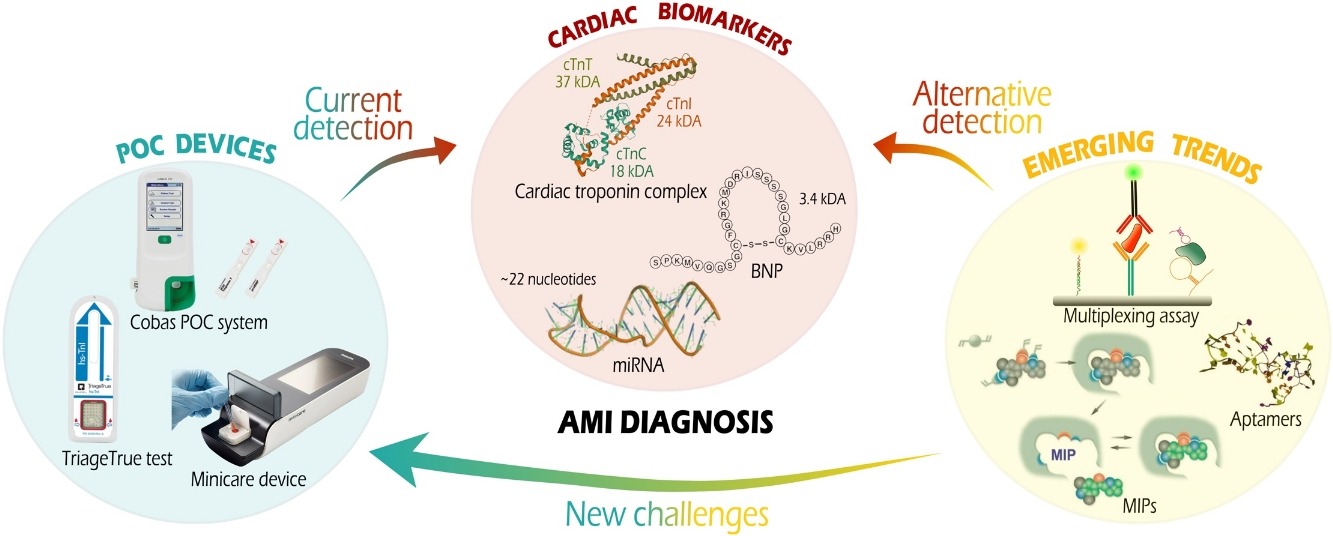 CARDIAC BIOMARKERS
cTnT
37 kDA
cTnI
24 kDA
cTnC
18 kDA
Cardiac troponin complex
3.4 kDA
SPKMVQGSGCFGRKMDRISSSSGLGCKVLRRH
S-S
BNP
~22 nucleotides
miRNA
AMI DIAGNOSIS
Current
detection
POC DEVICES
Cobas POC system
hs-TnI
TriageTrue
TriageTrue test
Minicare device
Alternative
detection
EMERGING TRENDS
Multiplexing assay
Aptamers
MIP
MIPs
New challenges